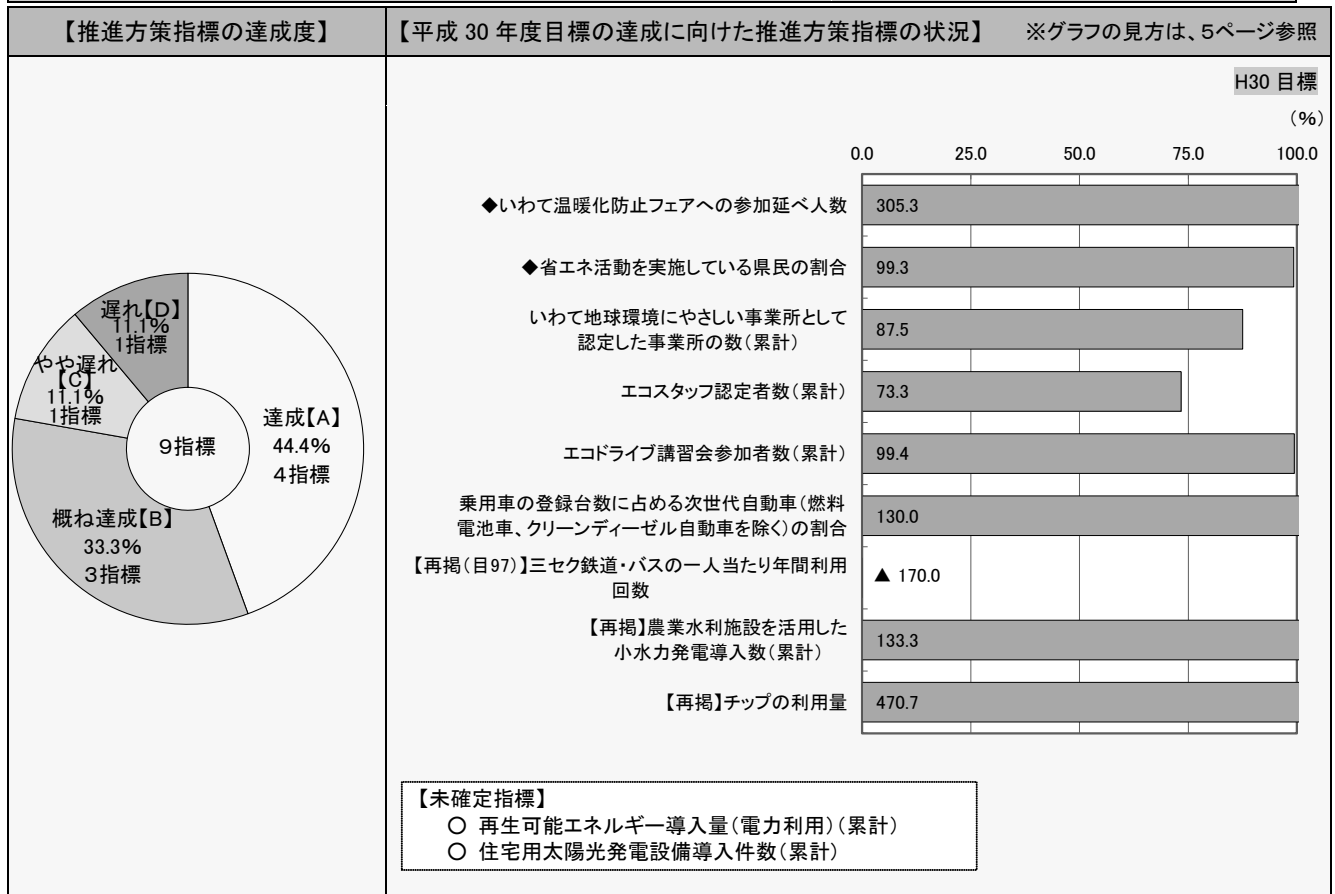 【推進方策指標の達成度】
【平成 30 年度目標の達成に向けた推進方策指標の状況】 ※グラフの見方は、5ページ参照
遅れ【D】
11.1%
1指標
やや遅れ
【C】
11.1%
1指標
9指標
達成【A】
44.4%
4指標
概ね達成【B】
33.3%
3指標
H30 目標
(%)
0.0 25.0 50.0 75.0 100.0
◆いわて温暖化防止フェアへの参加延べ人数 305.3
◆省エネ活動を実施している県民の割合 99.3
いわて地球環境にやさしい事業所として
認定した事業所の数(累計) 87.5
エコスタッフ認定者数(累計) 73.3
エコドライブ講習会参加者数(累計) 99.4
乗用車の登録台数に占める次世代自動車(燃料
電池車、クリーンディーゼル自動車を除く)の割合 130.0
【再掲(目97)】三セク鉄道・バスの一人当たり年間利用
回数 ▲ 170.0
【再掲】農業水利施設を活用した
小水力発電導入数(累計) 133.3
【再掲】チップの利用量 470.7
【未確定指標】
○ 再生可能エネルギー導入量(電力利用)(累計)
○ 住宅用太陽光発電設備導入件数(累計)